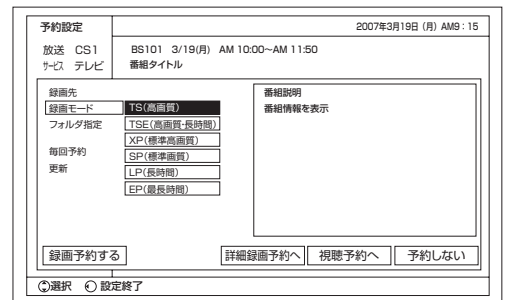 予約設定
2007年3月19日（月）AM9：15
放送 CS1 BS101 3/19(月) AM 10:00～AM 11:50
ｻｰﾋﾞｽ テレビ 番組タイトル
録画先
録画モード
フォルダ指定
毎回予約
更新
TS(高画質)
TSE(高画質･長時間)
XP(標準高画質)
SP(標準画質)
LP(長時間)
EP(最長時間)
番組説明
番組情報を表示
録画予約する 詳細録画予約へ 視聴予約へ 予約しない
選択 設定終了